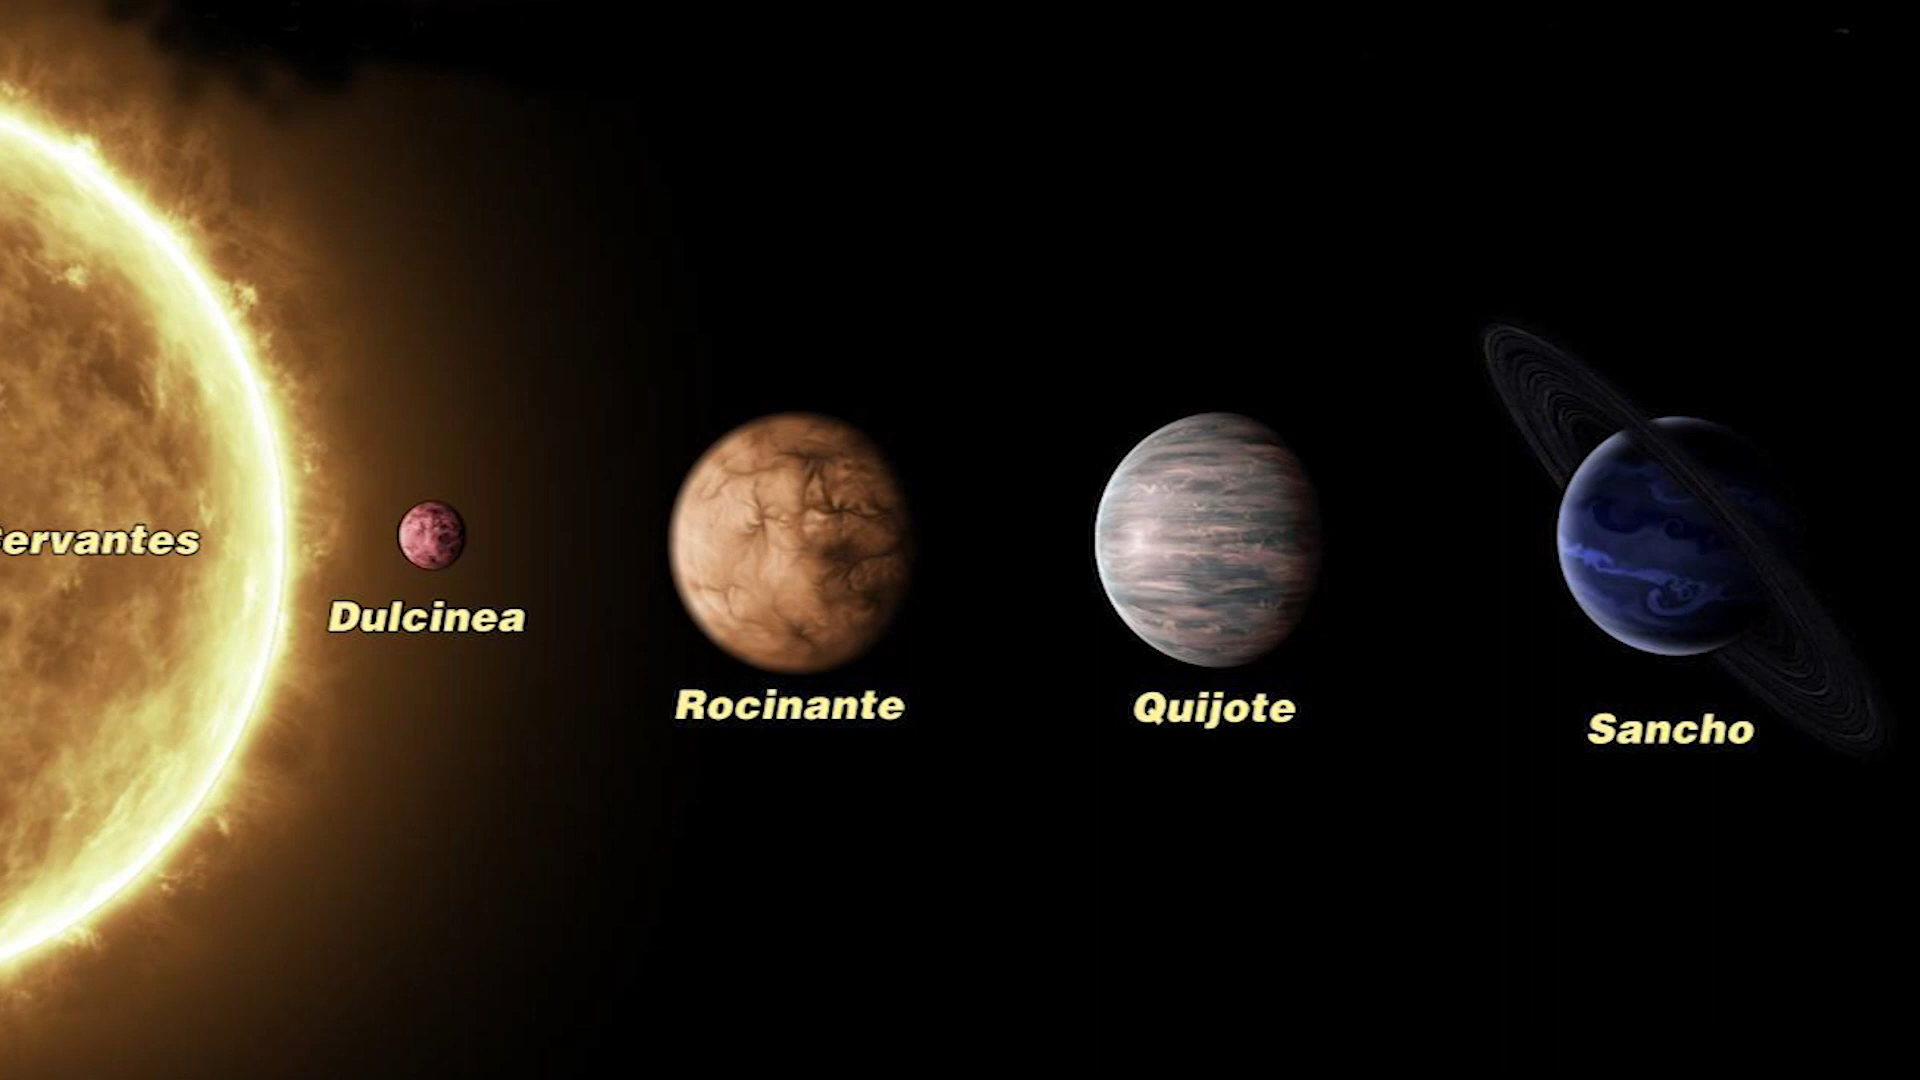 ervantes
Dulcinea
Rocinante
Quijote
Sancho